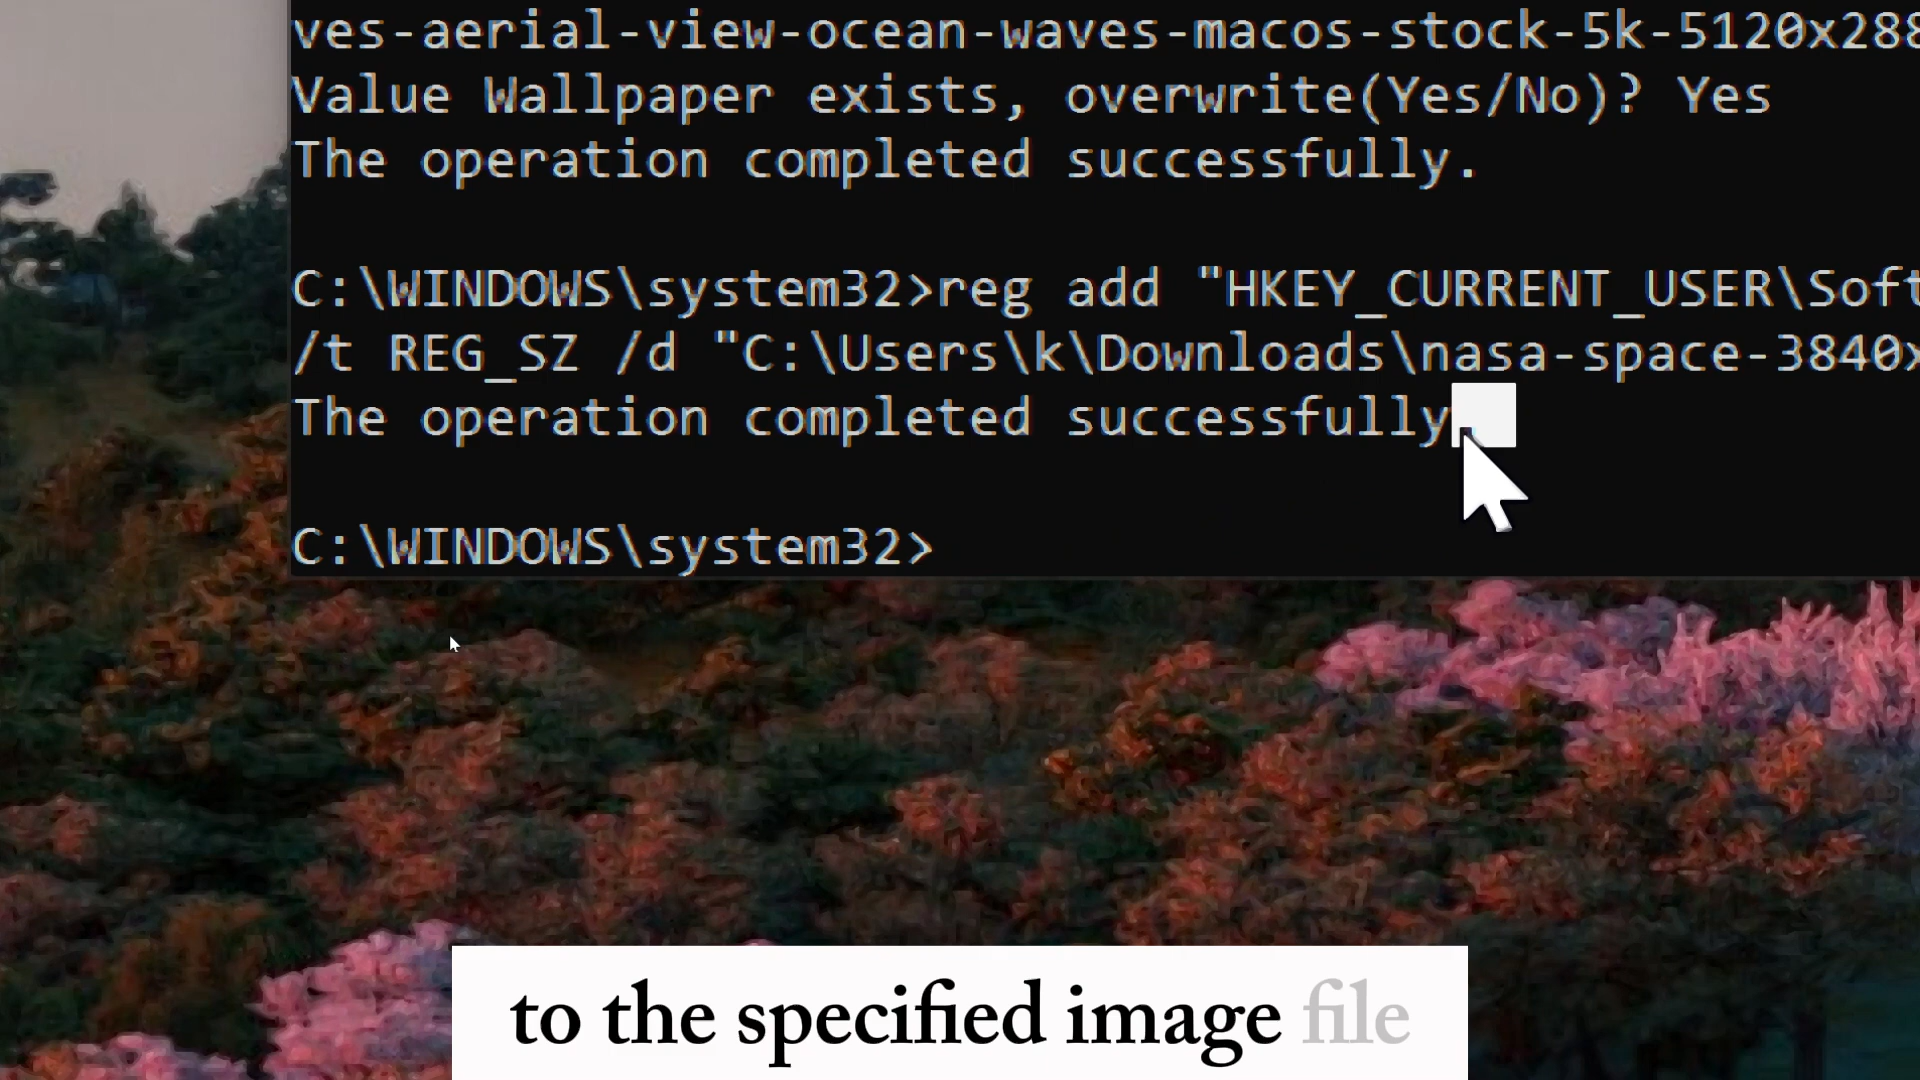 ves-aerial-view-ocean-waves-macos-stock-5k-5120x288
Value Wallpaper exists, overwrite(Yes/No)? Yes
The operation completed successfully.
C:\WINDOWS\system32>reg add "HKEY_CURRENT_USER\Soft
/t REG_SZ /d "C:\Users\k\Downloads\nasa-space-3840x
The operation completed successfully.
C:\WINDOWS\system32>
to the specified image file